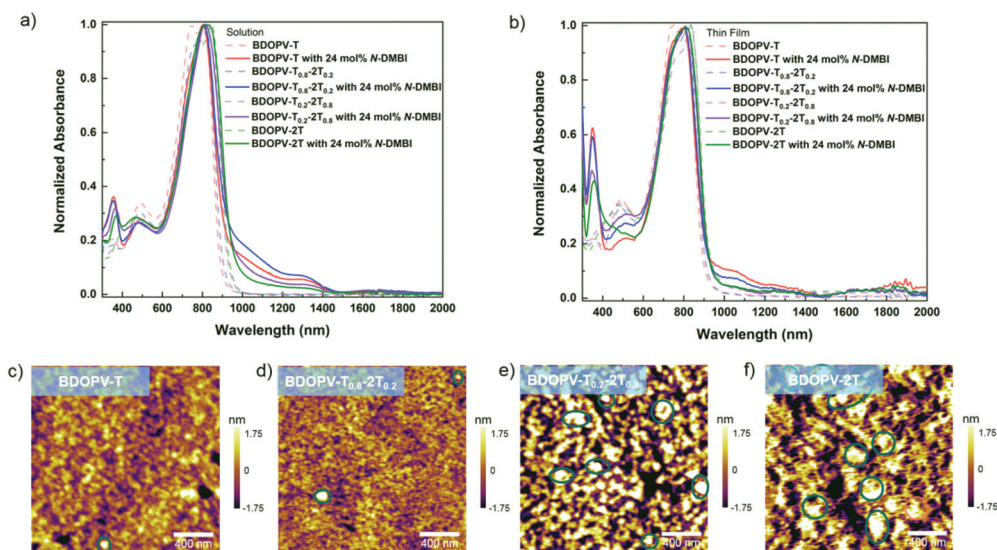 a)
Solution
BDOPV-T
BDOPV-T with 24 mol% N-DMBI
BDOPV-T0.8-2T0.2
BDOPV-T0.8-2T0.2 with 24 mol% N-DMBI
BDOPV-T0.2-2T0.8
BDOPV-T0.2-2T0.8 with 24 mol% N-DMBI
BDOPV-2T
BDOPV-2T with 24 mol% N-DMBI
Normalized Absorbance
1.0
0.8
0.6
0.4
0.2
0.0
400 600 800 1000 1200 1400 1600 1800 2000
Wavelength (nm)
b)
Thin Film
BDOPV-T
BDOPV-T with 24 mol% N-DMBI
BDOPV-T0.8-2T0.2
BDOPV-T0.8-2T0.2 with 24 mol% N-DMBI
BDOPV-T0.2-2T0.8
BDOPV-T0.2-2T0.8 with 24 mol% N-DMBI
BDOPV-2T
BDOPV-2T with 24 mol% N-DMBI
Normalized Absorbance
1.0
0.8
0.6
0.4
0.2
0.0
400 600 800 1000 1200 1400 1600 1800 2000
Wavelength (nm)
c)
BDOPV-T
400 nm
nm
1.75
0
-1.75
d)
BDOPV-T0.8-2T0.2
400 nm
nm
1.75
0
-1.75
e)
BDOPV-T0.2-2T0.8
400 nm
nm
1.75
0
-1.75
f)
BDOPV-2T
400 nm
nm
1.75
0
-1.75